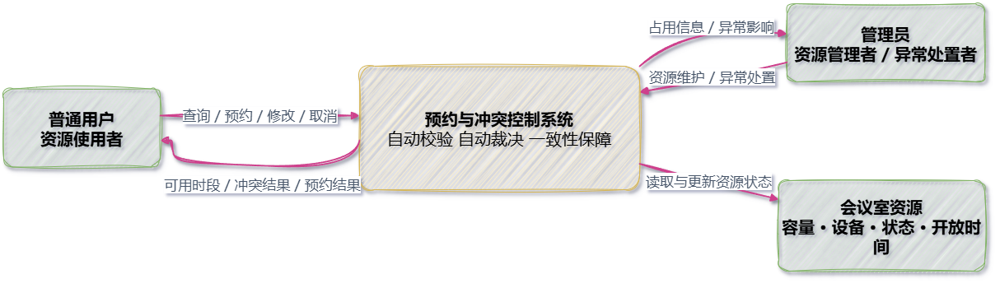 普通用户
资源使用者
查询 / 预约 / 修改 / 取消
可用时段 / 冲突结果 / 预约结果
预约与冲突控制系统
自动校验 自动裁决 一致性保障
占用信息 / 异常影响
资源维护 / 异常处置
管理员
资源管理者 / 异常处置者
读取与更新资源状态
会议室资源
容量・设备・状态・开放时
间